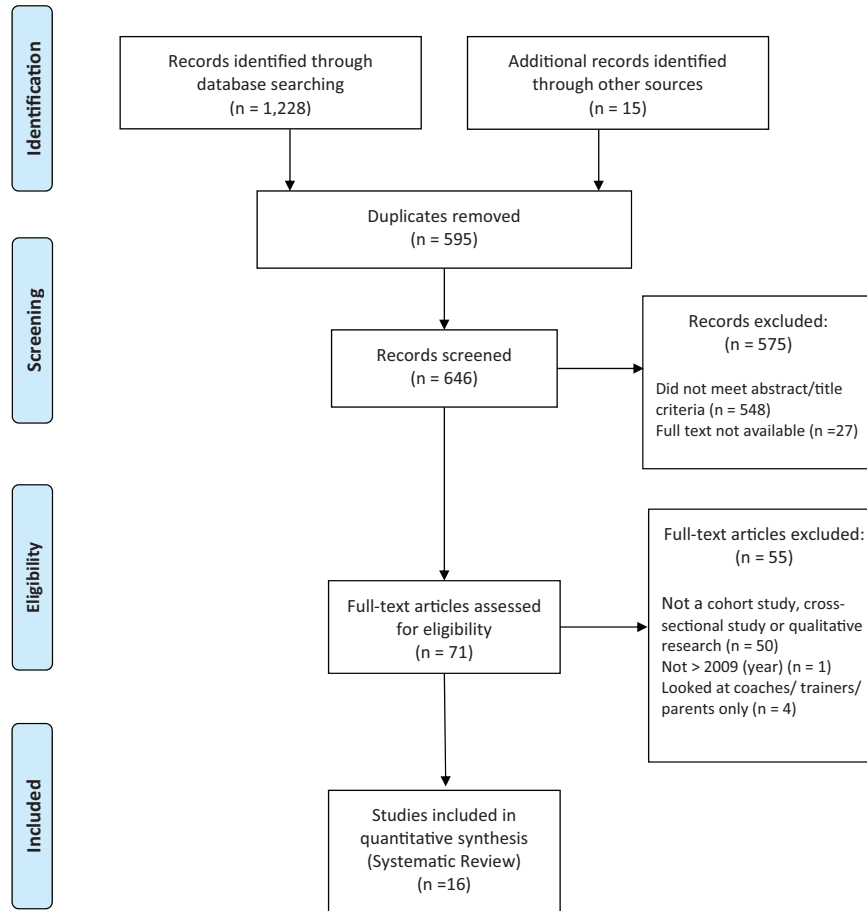 Identification
Records identified through
database searching
(n = 1,228)
Additional records identified
through other sources
(n = 15)
Duplicates removed
(n = 595)
Screening
Records screened
(n = 646)
Records excluded:
(n = 575)
Did not meet abstract/title
criteria (n = 548)
Full text not available (n =27)
Eligibility
Full-text articles assessed
for eligibility
(n = 71)
Full-text articles excluded:
(n = 55)
Not a cohort study, cross-
sectional study or qualitative
research (n = 50)
Not > 2009 (year) (n = 1)
Looked at coaches/ trainers/
parents only (n = 4)
Included
Studies included in
quantitative synthesis
(Systematic Review)
(n =16)